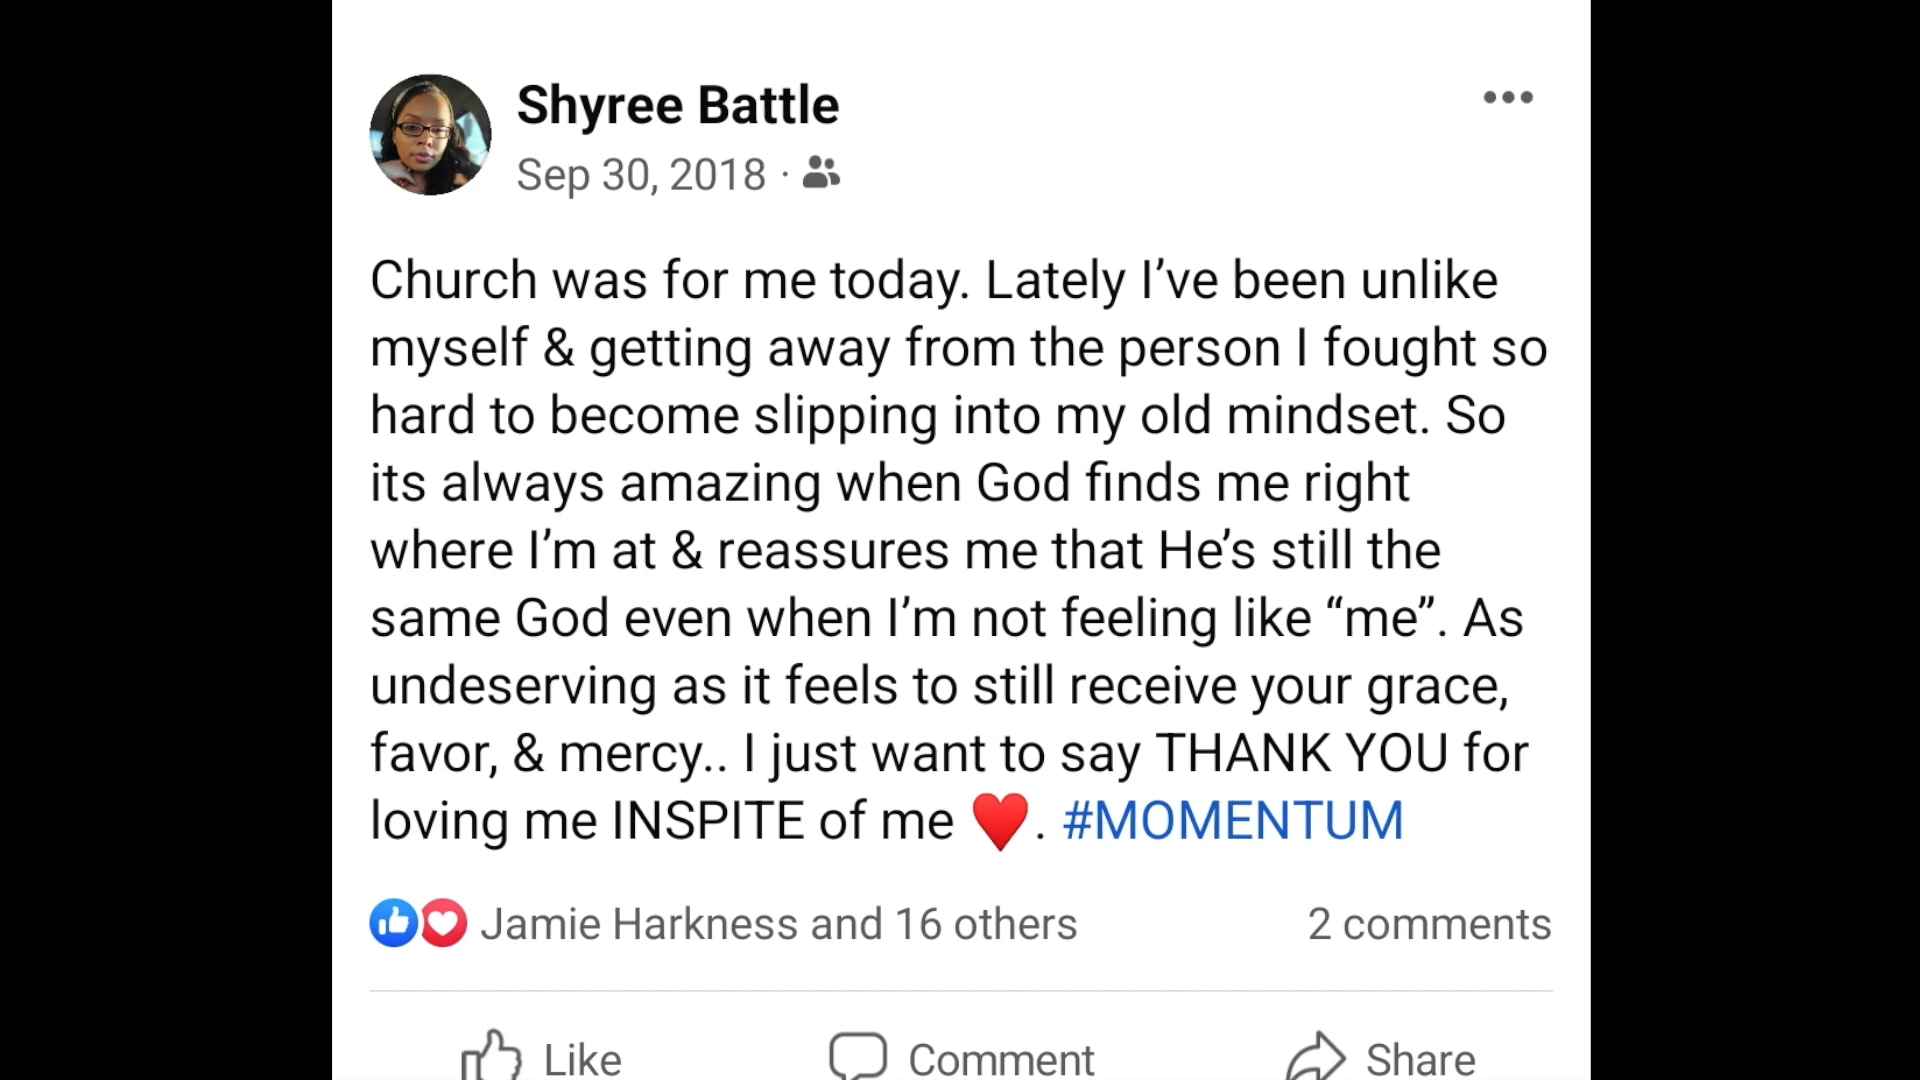 Shyree Battle
Sep 30, 2018 ·
Church was for me today. Lately I’ve been unlike
myself & getting away from the person I fought so
hard to become slipping into my old mindset. So
its always amazing when God finds me right
where I’m at & reassures me that He’s still the
same God even when I’m not feeling like “me”. As
undeserving as it feels to still receive your grace,
favor, & mercy.. I just want to say THANK YOU for
loving me INSPITE of me ♥️. #MOMENTUM
Jamie Harkness and 16 others 2 comments
Like Comment Share